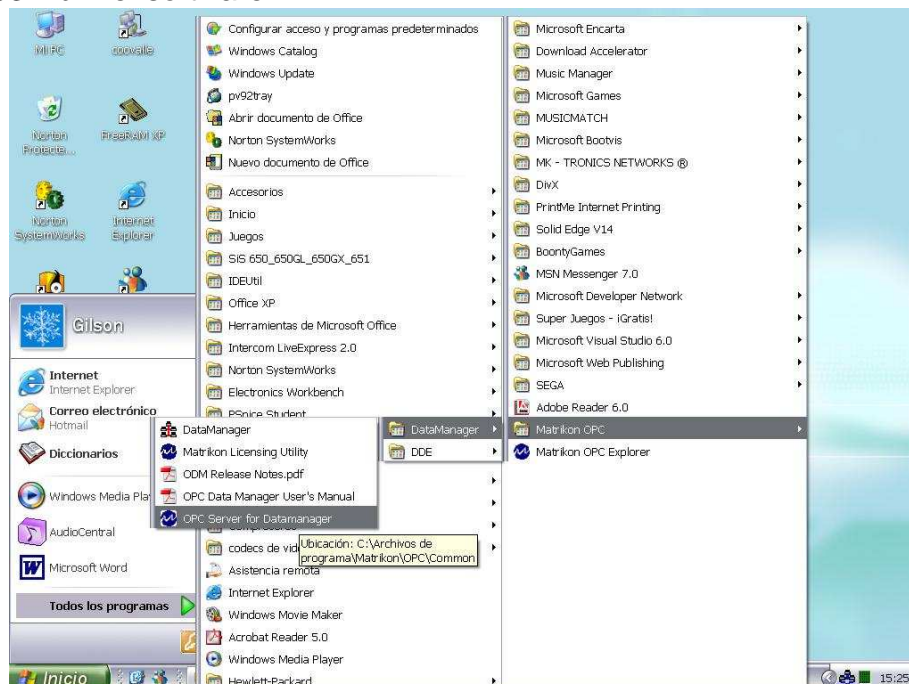 Mi PC
coovalle
Norton
Protecte...
FreeRAM XP
Norton
SystemWorks
Internet
Explorer
Gilson
Internet
Internet Explorer
Correo electrónico
Hotmail
Diccionarios
Windows Media Pla
AudioCentral
Microsoft Word
Todos los programas
Inicio
Configurar acceso y programas predeterminados
Windows Catalog
Windows Update
pv92tray
Abrir documento de Office
Norton SystemWorks
Nuevo documento de Office
Accesorios
Inicio
Juegos
SiS 650_650GL_650GX_651
IDEUtil
Office XP
Herramientas de Microsoft Office
Intercom LiveExpress 2.0
Norton SystemWorks
Electronics Workbench
PSpice Student
codecs de vid
Asistencia remota
Internet Explorer
Windows Movie Maker
Acrobat Reader 5.0
Windows Media Player
Hewlett-Packard
Microsoft Encarta
Download Accelerator
Music Manager
Microsoft Games
MUSICMATCH
Microsoft Bootvis
MK - TRONICS NETWORKS ®
DivX
PrintMe Internet Printing
Solid Edge V14
BoontyGames
MSN Messenger 7.0
Microsoft Developer Network
Super Juegos - ¡Gratis!
Microsoft Visual Studio 6.0
Microsoft Web Publishing
SEGA
Adobe Reader 6.0
Matrikon OPC
Matrikon OPC Explorer
DataManager
DDE
DataManager
Matrikon Licensing Utility
ODM Release Notes.pdf
OPC Data Manager User's Manual
OPC Server for Datamanager
Ubicación: C:\Archivos de
programa\Matrikon\OPC\Common
15:25